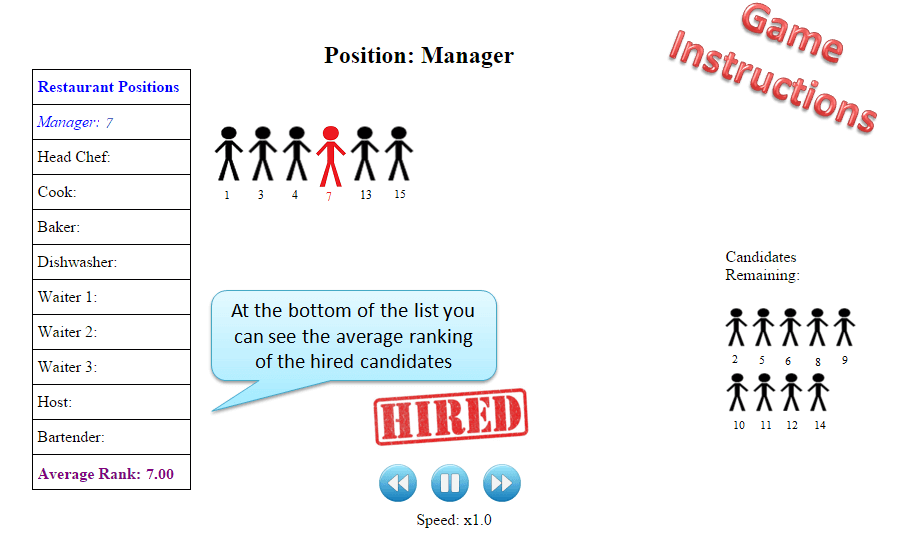 Game
Instructions
Position: Manager
Restaurant Positions
Manager: 7
Head Chef:
Cook:
Baker:
Dishwasher:
Waiter 1:
Waiter 2:
Waiter 3:
Host:
Bartender:
Average Rank: 7.00
1 3 4 7 13 15
At the bottom of the list you
can see the average ranking
of the hired candidates
HIRED
Speed: x1.0
Candidates
Remaining:
2 5 6 8 9
10 11 12 14